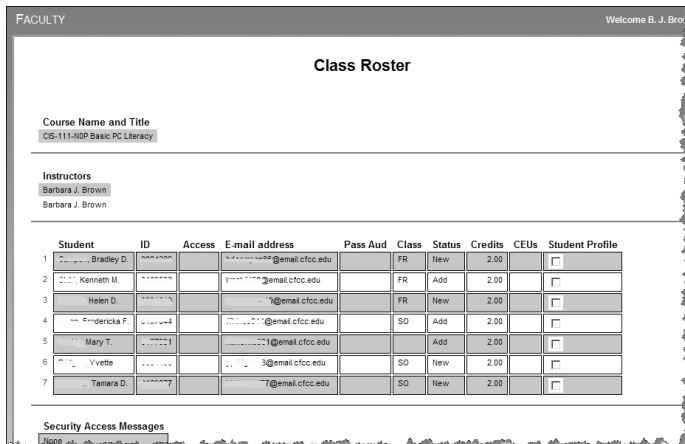 FACULTY Welcome B. J. Bro
Class Roster
Course Name and Title
CIS-111-N0P Basic PC Literacy
Instructors
Barbara J. Brown
Barbara J. Brown
Student ID Access E-mail address Pass Aud Class Status Credits CEUs Student Profile
1 Bradley D. @email.cfcc.edu FR New 2.00
2 Kenneth M. @email.cfcc.edu FR Add 2.00
3 Helen D. @email.cfcc.edu FR New 2.00
4 Fredericka F. @email.cfcc.edu SO Add 2.00
5 Mary T. @email.cfcc.edu Add 2.00
6 Yvette @email.cfcc.edu SO New 2.00
7 Tamara D. @email.cfcc.edu SO New 2.00
Security Access Messages
None